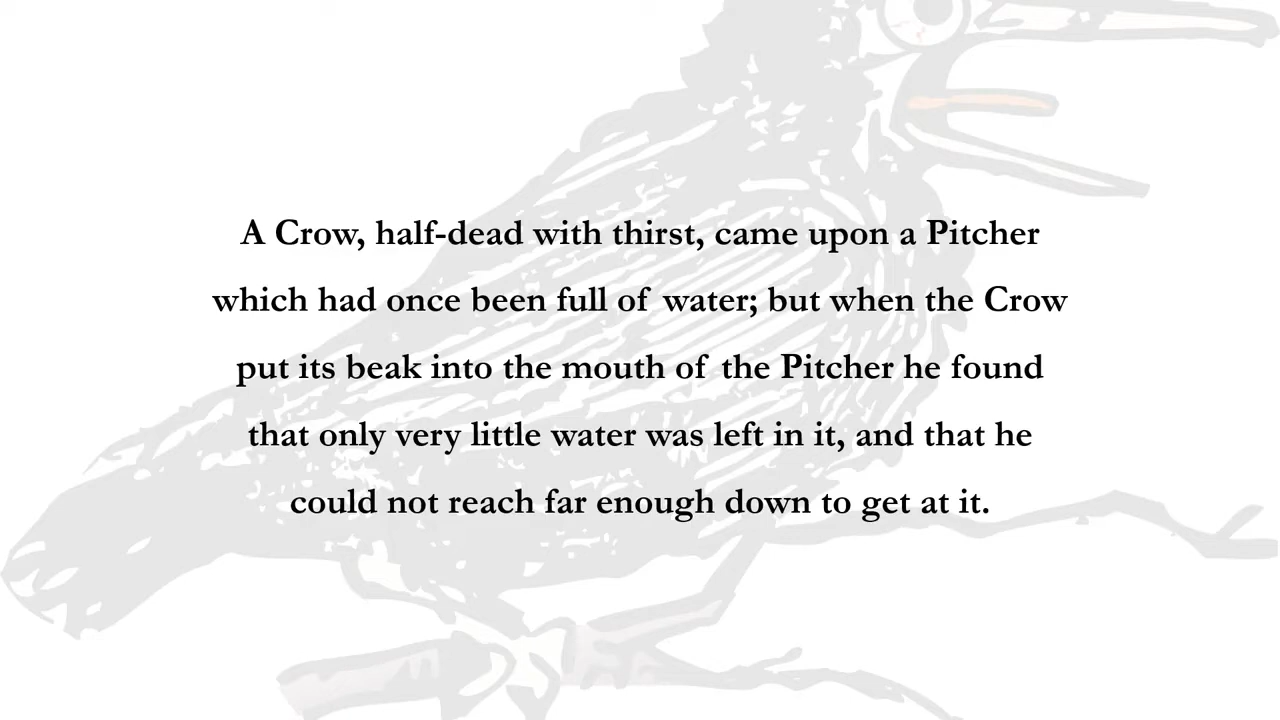 A Crow, half-dead with thirst, came upon a Pitcher
which had once been full of water; but when the Crow
put its beak into the mouth of the Pitcher he found
that only very little water was left in it, and that he
could not reach far enough down to get at it.